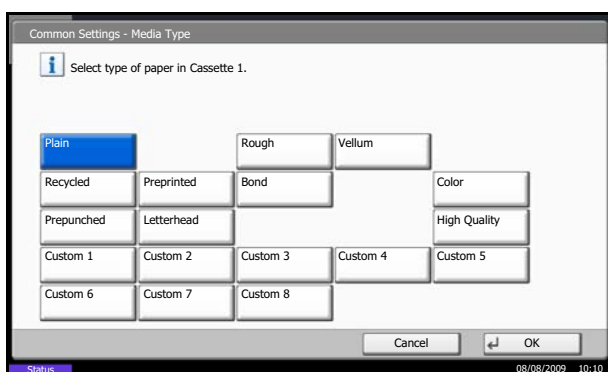 Common Settings - Media Type
i Select type of paper in Cassette 1.
Plain Rough Vellum
Recycled Preprinted Bond Color
Prepunched Letterhead High Quality
Custom 1 Custom 2 Custom 3 Custom 4 Custom 5
Custom 6 Custom 7 Custom 8
Cancel OK
Status 08/08/2009 10:10